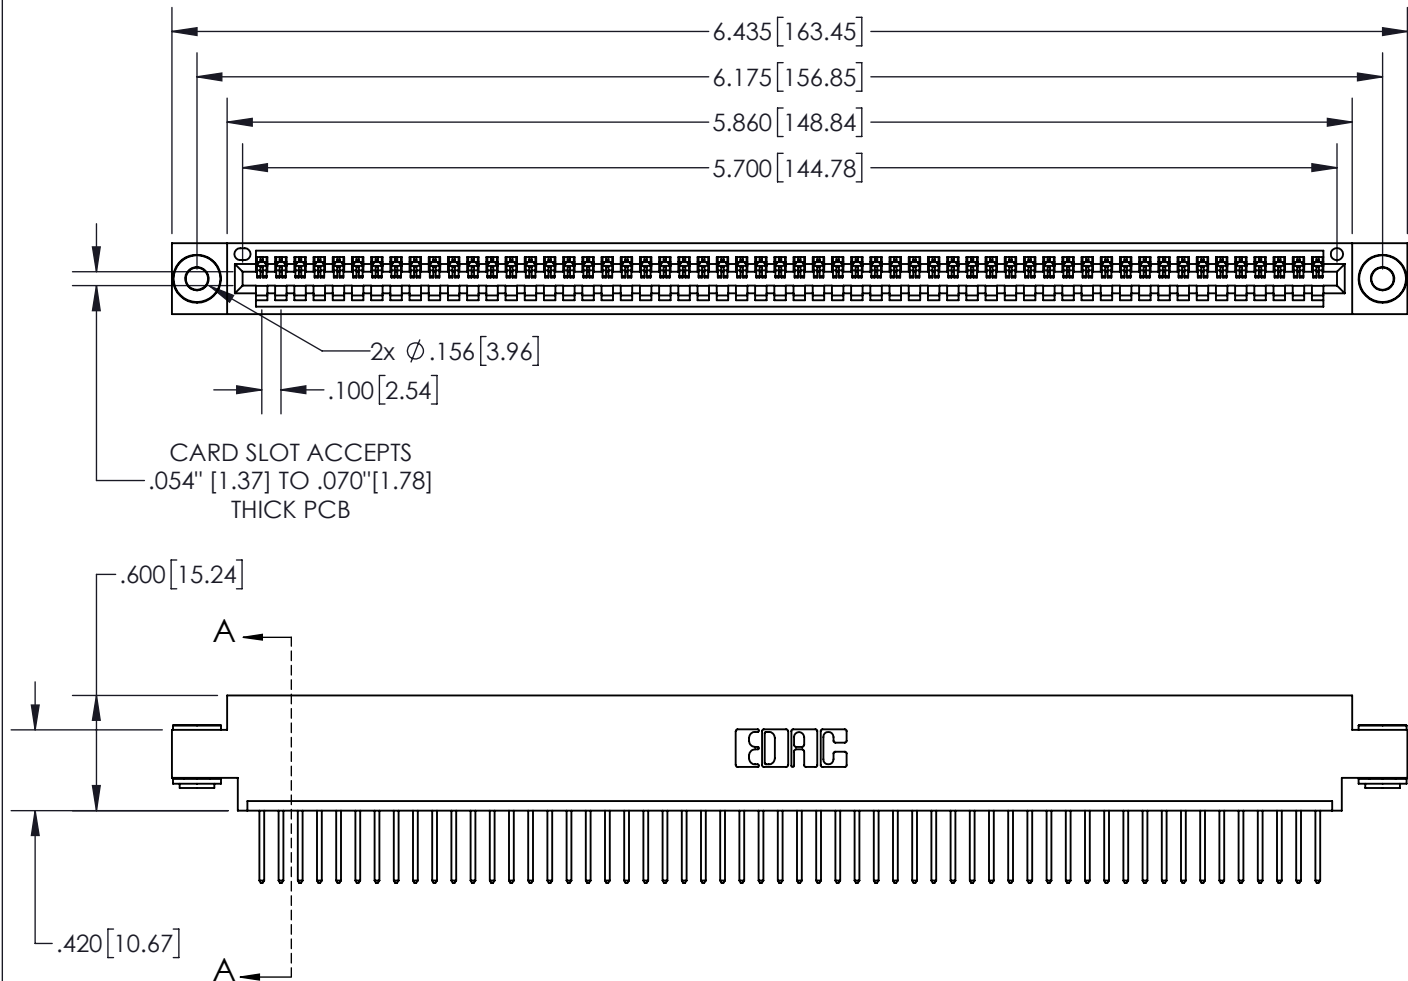 6.435[163.45]
6.175[156.85]
5.860[148.84]
5.700[144.78]
2x Ø.156[3.96]
.100[2.54]
CARD SLOT ACCEPTS
.054" [1.37] TO .070"[1.78]
THICK PCB
.600[15.24]
A
EDAC
.420[10.67]
A